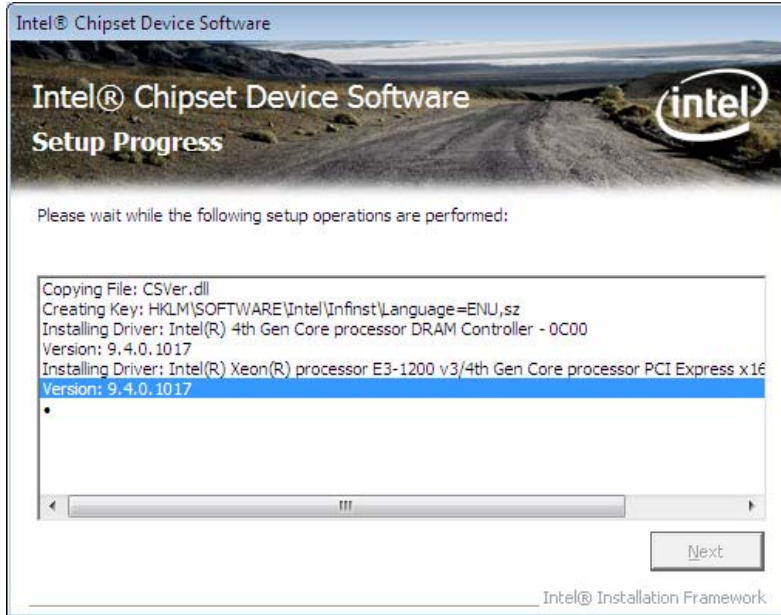 Intel® Chipset Device Software
Intel® Chipset Device Software
intel
Setup Progress
Please wait while the following setup operations are performed:
Copying File: CSVer.dll
Creating Key: HKLM\SOFTWARE\Intel\Infinst\Language=ENU,sz
Installing Driver: Intel(R) 4th Gen Core processor DRAM Controller - 0C00
Version: 9.4.0.1017
Installing Driver: Intel(R) Xeon(R) processor E3-1200 v3/4th Gen Core processor PCI Express x16
Version: 9.4.0.1017
Next
Intel® Installation Framework